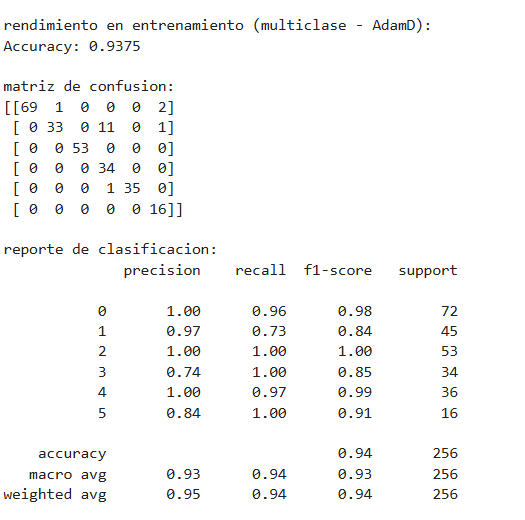 rendimiento en entrenamiento (multiclase - AdamD):
Accuracy: 0.9375
matriz de confusion:
[[69  1  0  0  0  2]
 [ 0 33  0 11  0  1]
 [ 0  0 53  0  0  0]
 [ 0  0  0 34  0  0]
 [ 0  0  0  1 35  0]
 [ 0  0  0  0  0 16]]
reporte de clasificacion:
              precision    recall  f1-score   support
           0       1.00      0.96      0.98        72
           1       0.97      0.73      0.84        45
           2       1.00      1.00      1.00        53
           3       0.74      1.00      0.85        34
           4       1.00      0.97      0.99        36
           5       0.84      1.00      0.91        16
    accuracy                           0.94       256
   macro avg       0.93      0.94      0.93       256
weighted avg       0.95      0.94      0.94       256